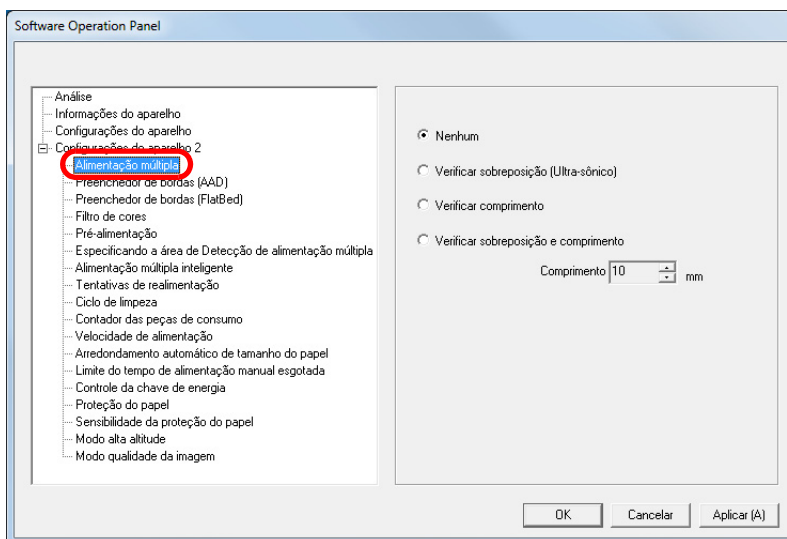 Software Operation Panel
Análise
Informações do aparelho
Configurações do aparelho
Configurações do aparelho 2
Alimentação múltipla
Preenchedor de bordas (AAD)
Preenchedor de bordas (FlatBed)
Filtro de cores
Pré-alimentação
Especificando a área de Detecção de alimentação múltipla
Alimentação múltipla inteligente
Tentativas de realimentação
Ciclo de limpeza
Contador das peças de consumo
Velocidade de alimentação
Arredondamento automático de tamanho do papel
Limite do tempo de alimentação manual esgotada
Controle da chave de energia
Proteção do papel
Sensibilidade da proteção do papel
Modo alta altitude
Modo qualidade da imagem
Nenhum
Verificar sobreposição (Ultra-sônico)
Verificar comprimento
Verificar sobreposição e comprimento
Comprimento 10 mm
OK Cancelar Aplicar (A)